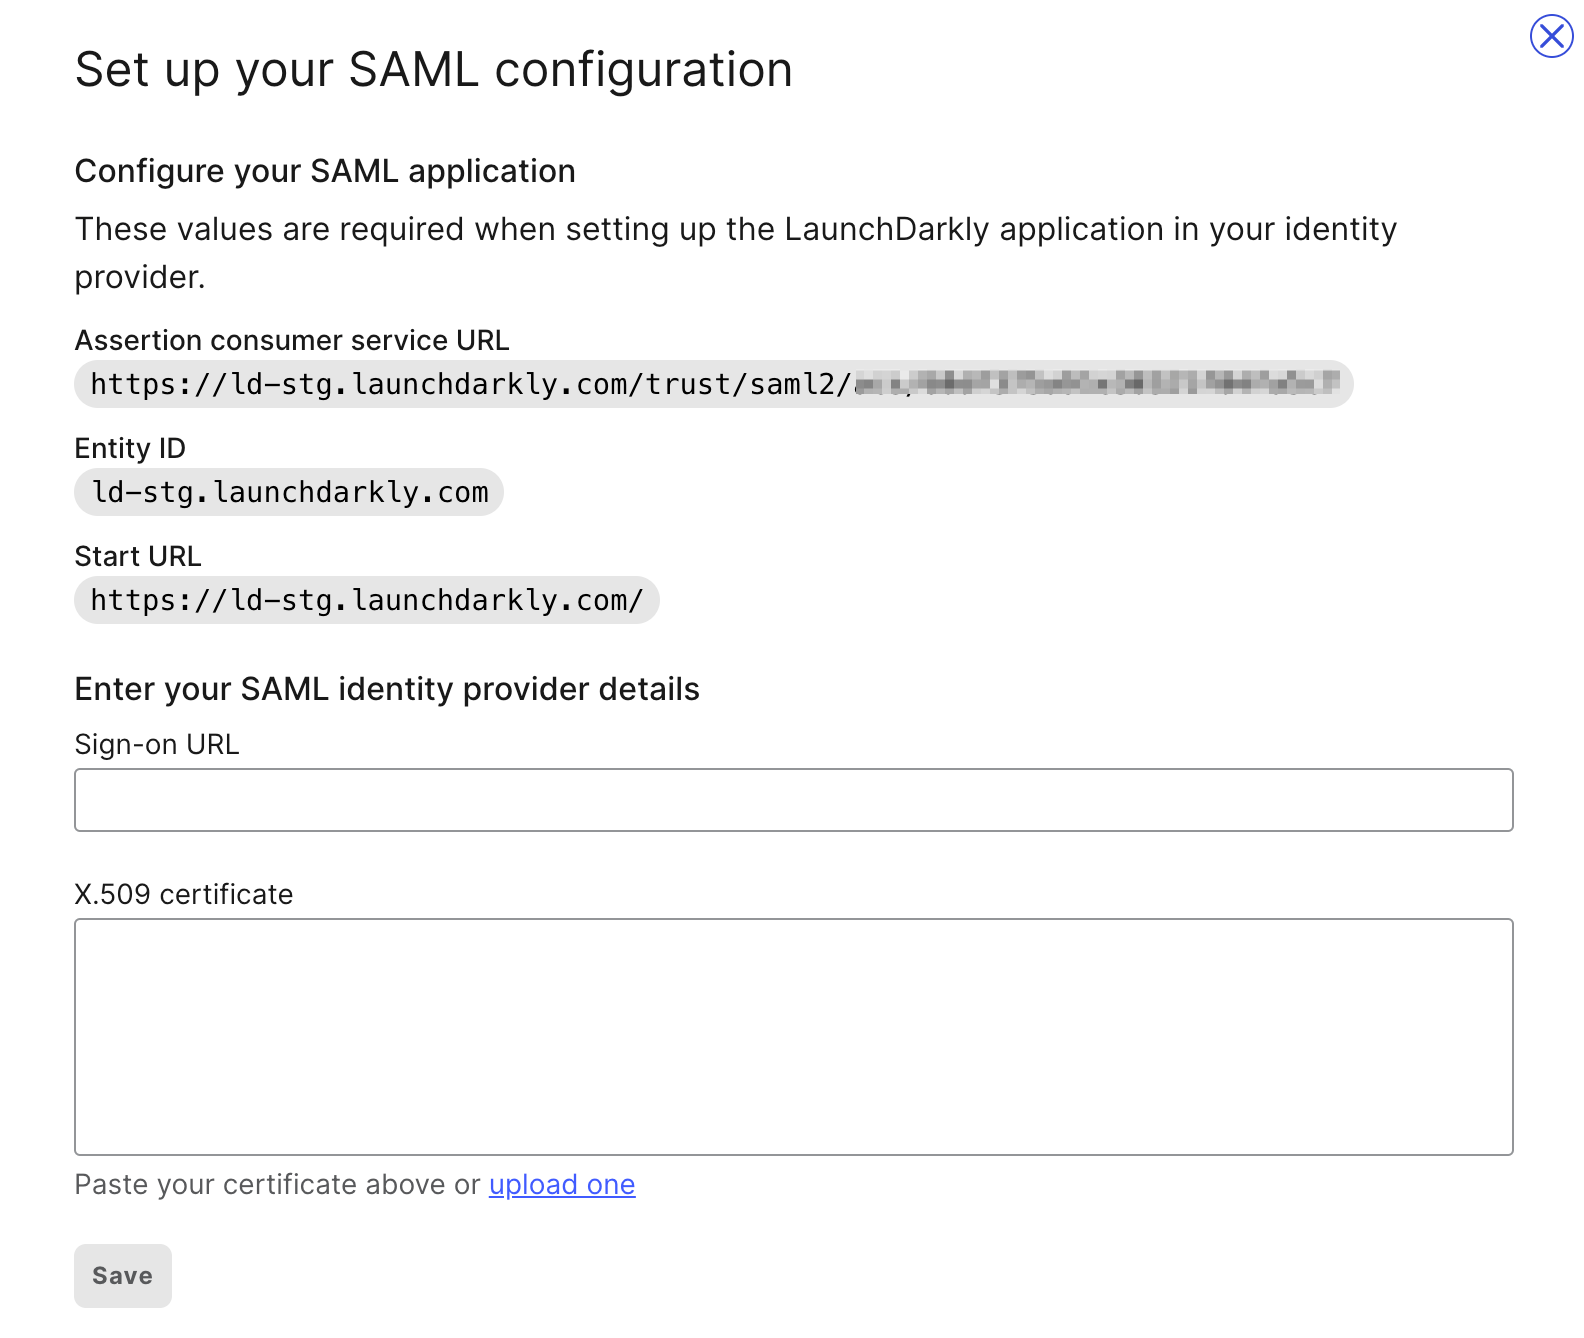 Set up your SAML configuration
Configure your SAML application
These values are required when setting up the LaunchDarkly application in your identity
provider.
Assertion consumer service URL
https://ld-stg.launchdarkly.com/trust/saml2/
Entity ID
ld-stg.launchdarkly.com
Start URL
https://ld-stg.launchdarkly.com/
Enter your SAML identity provider details
Sign-on URL
X.509 certificate
Paste your certificate above or upload one
Save